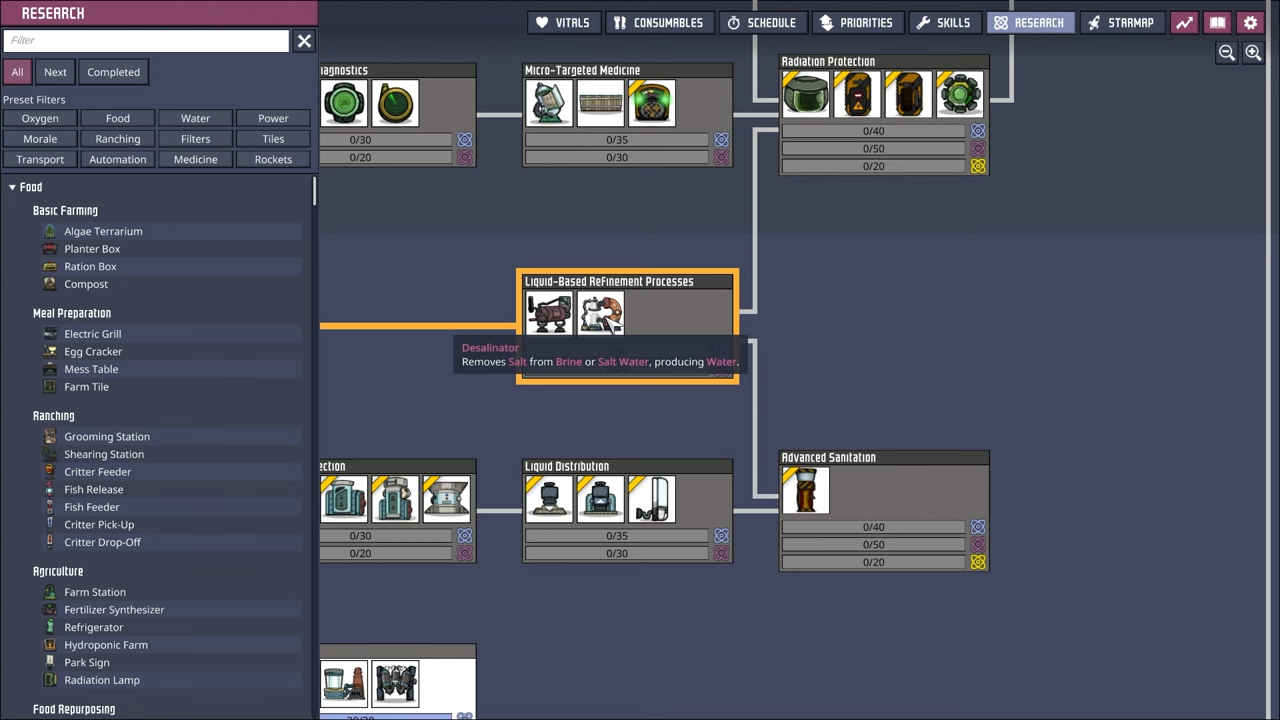 RESEARCH
Filter
All
Next
Completed
Preset Filters
Oxygen
Food
Water
Power
Morale
Ranching
Filters
Tiles
Transport
Automation
Medicine
Rockets
Food
Basic Farming
Algae Terrarium
Planter Box
Ration Box
Compost
Meal Preparation
Electric Grill
Egg Cracker
Mess Table
Farm Tile
Ranching
Grooming Station
Shearing Station
Critter Feeder
Fish Release
Fish Feeder
Critter Pick-Up
Critter Drop-Off
Agriculture
Farm Station
Fertilizer Synthesizer
Refrigerator
Hydroponic Farm
Park Sign
Radiation Lamp
Food Repurposing
VITALS
CONSUMABLES
SCHEDULE
PRIORITIES
SKILLS
RESEARCH
STARMAP
iagnostics
0/30
0/20
Micro-Targeted Medicine
0/35
0/30
Radiation Protection
0/40
0/50
0/20
Liquid-Based Refinement Processes
Desalinator
Removes Salt from Brine or Salt Water, producing Water.
ection
0/30
0/20
Liquid Distribution
0/35
0/30
Advanced Sanitation
0/40
0/50
0/20